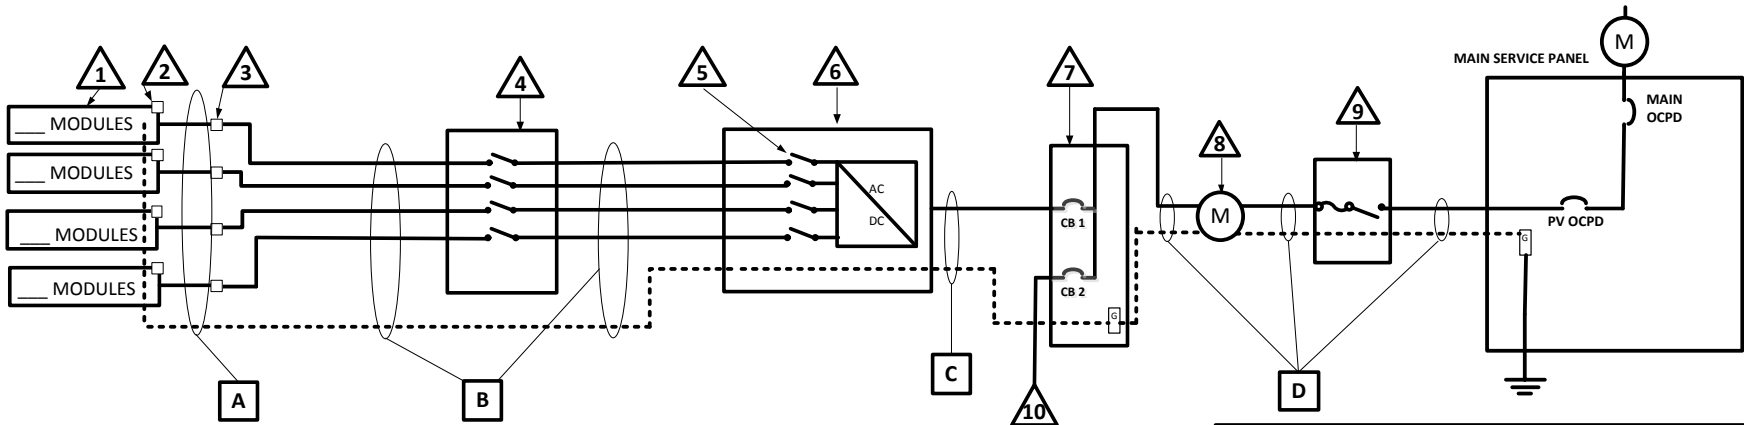 1
2
3
4
5
6
7
8
9
10
___ MODULES
___ MODULES
___ MODULES
___ MODULES
AC
DC
CB 1
CB 2
G
M
M
MAIN SERVICE PANEL
MAIN
OCPD
PV OCPD
G
A
B
C
D